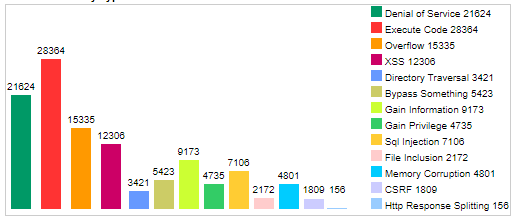 21624
28364
15335
12306
3421
5423
9173
4735
7106
2172
4801
1809
156
Denial of Service 21624
Execute Code 28364
Overflow 15335
XSS 12306
Directory Traversal 3421
Bypass Something 5423
Gain Information 9173
Gain Privilege 4735
Sql Injection 7106
File Inclusion 2172
Memory Corruption 4801
CSRF 1809
Http Response Splitting 156